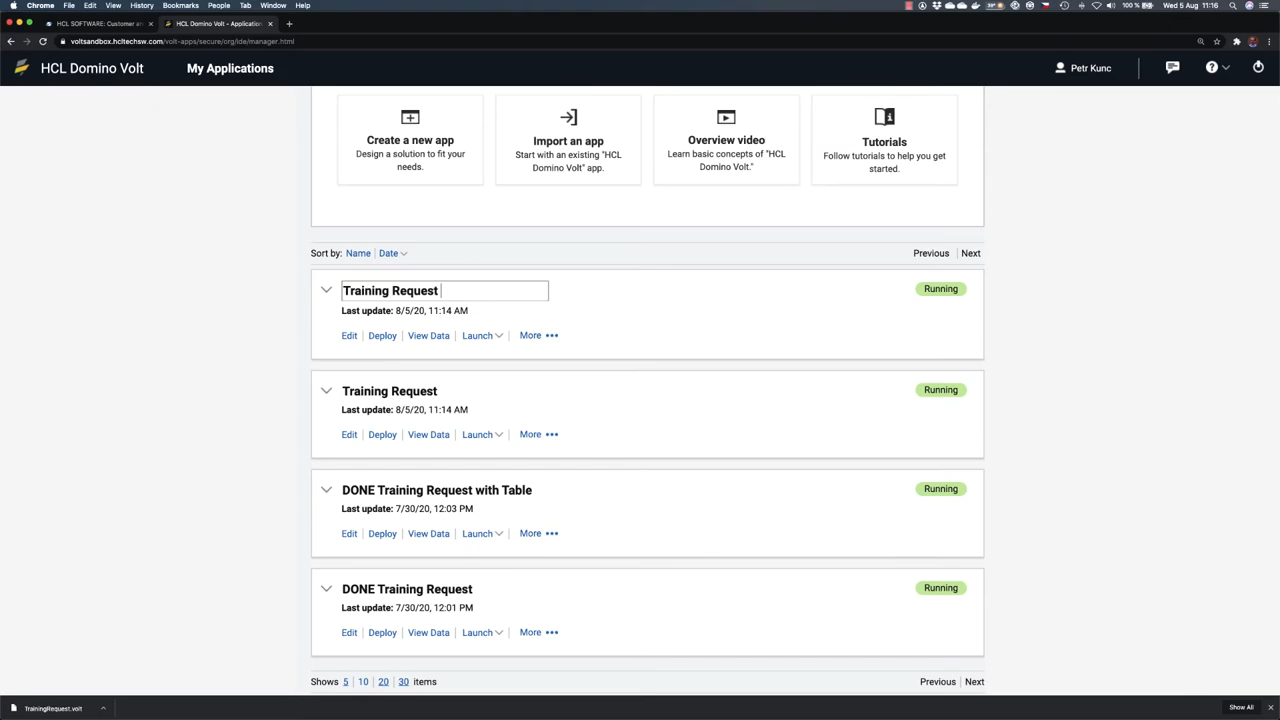 Chrome File Edit View History Bookmarks People Tab Window Help 100 % Wed 5 Aug 11:16
HCL SOFTWARE: Customer an HCL Domino Volt - Application
voltsandbox.hcltechsw.com/volt-apps/secure/org/ide/manager.html
HCL Domino Volt My Applications Petr Kunc
Create a new app
Design a solution to fit your
needs.
Import an app
Start with an existing "HCL
Domino Volt" app.
Overview video
Learn basic concepts of "HCL
Domino Volt."
Tutorials
Follow tutorials to help you get
started.
Sort by: Name | Date Previous | Next
Training Request Running
Last update: 8/5/20, 11:14 AM
Edit | Deploy | View Data | Launch | More •••
Training Request Running
Last update: 8/5/20, 11:14 AM
Edit | Deploy | View Data | Launch | More •••
DONE Training Request with Table Running
Last update: 7/30/20, 12:03 PM
Edit | Deploy | View Data | Launch | More •••
DONE Training Request Running
Last update: 7/30/20, 12:01 PM
Edit | Deploy | View Data | Launch | More •••
Shows 5 | 10 | 20 | 30 items Previous | Next
TrainingRequest.volt Show All